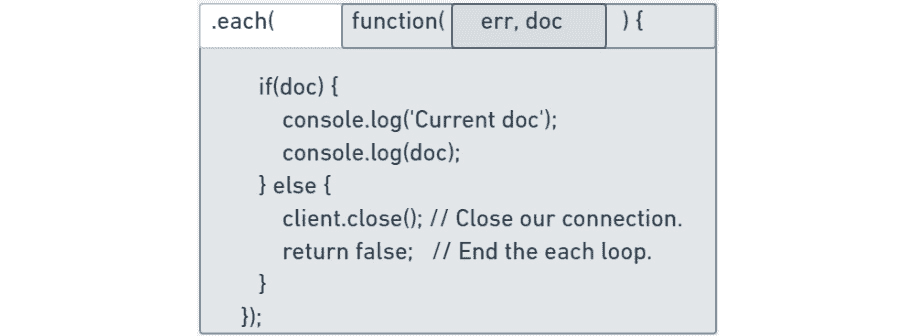 .each( function( err, doc ) {
if(doc) {
console.log('Current doc');
console.log(doc);
} else {
client.close(); // Close our connection.
return false; // End the each loop.
}
});